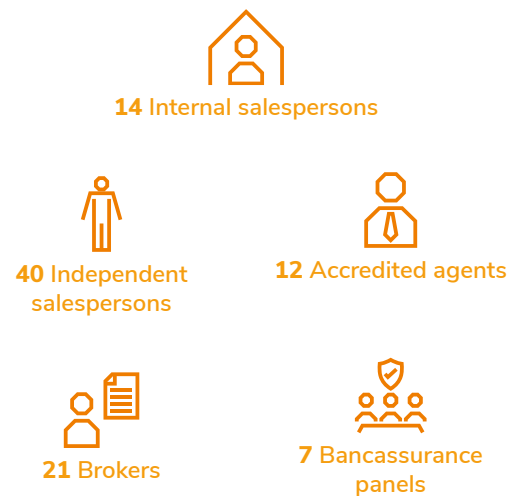 14 Internal salespersons
40 Independent
salespersons
12 Accredited agents
21 Brokers
7 Bancassurance
panels